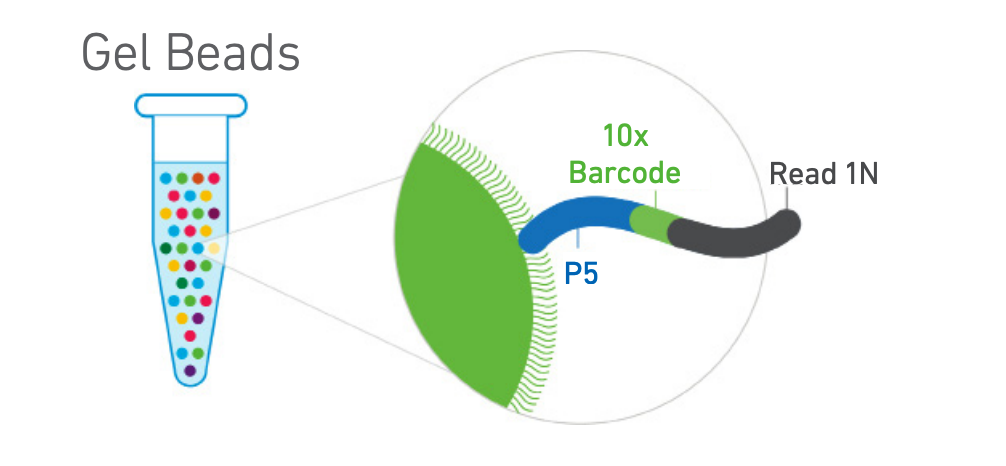 Gel Beads
10x
Barcode
Read 1N
P5